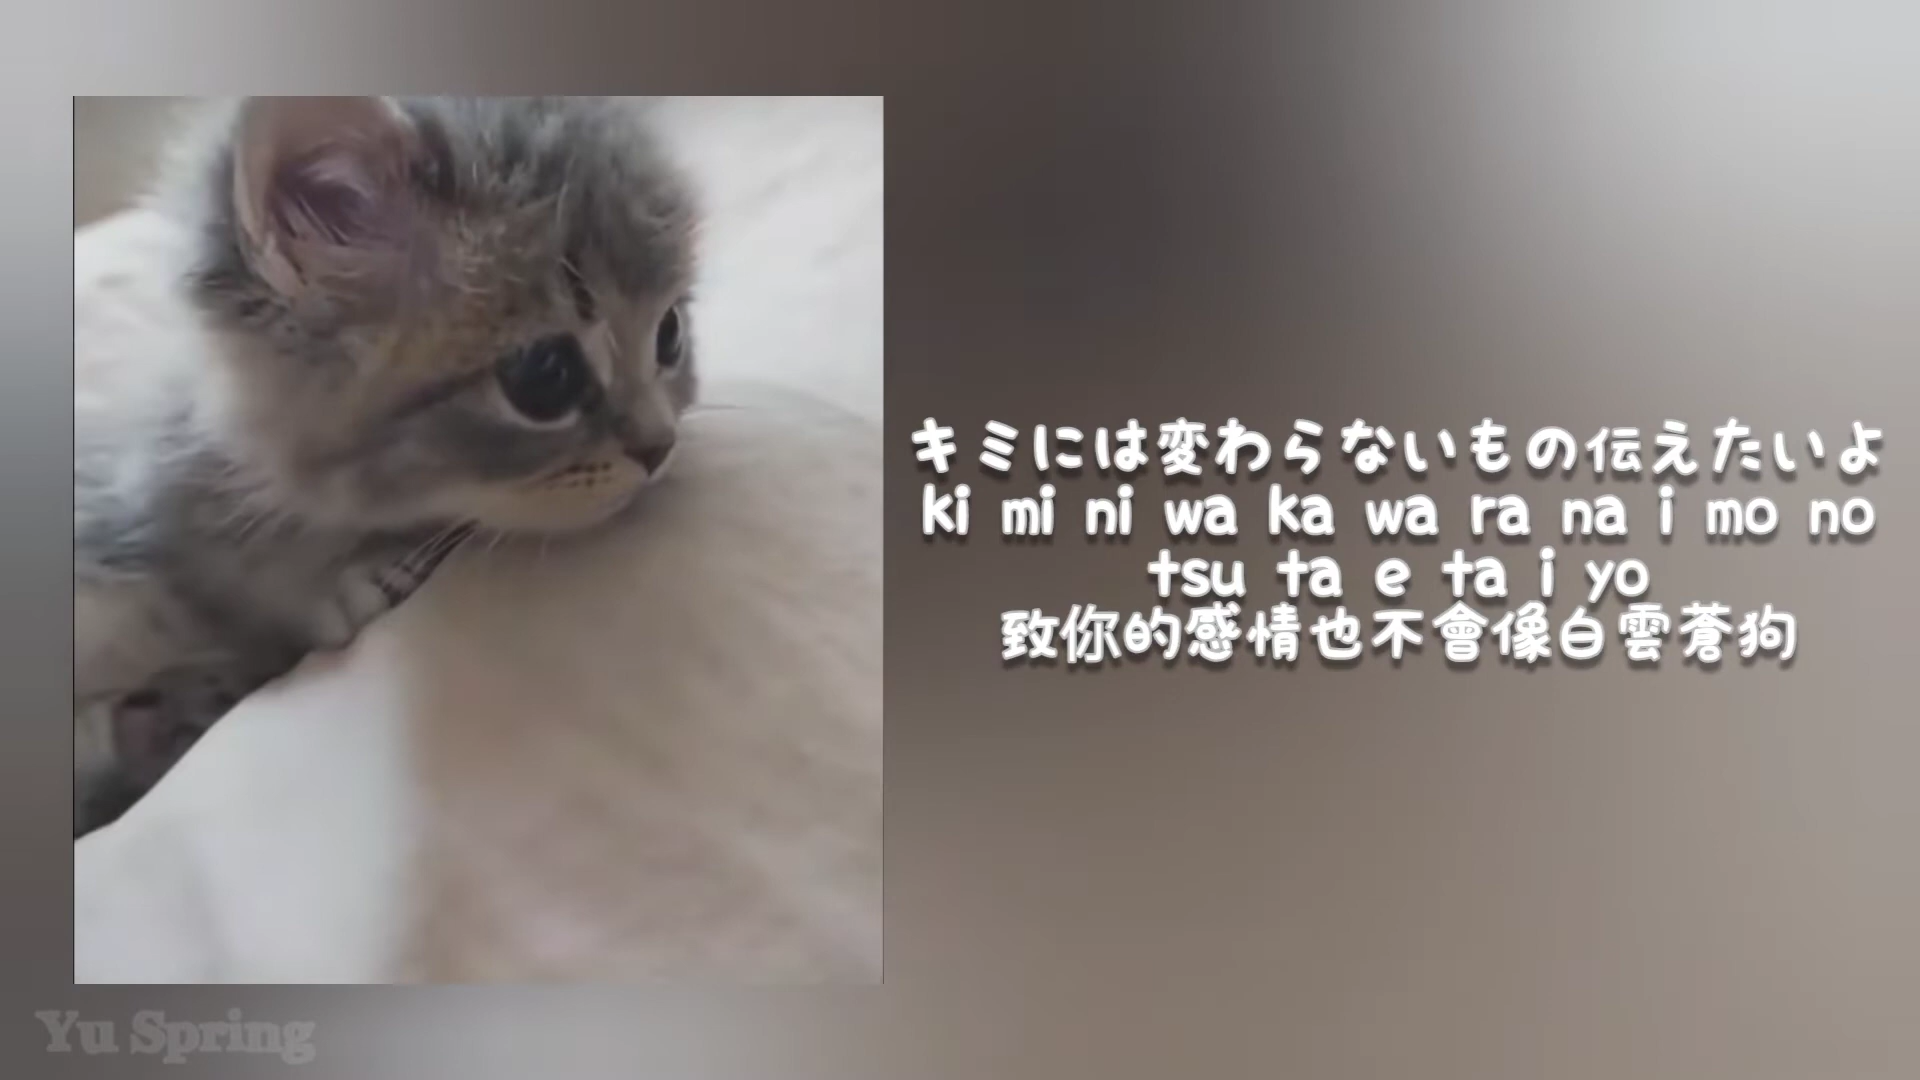 キミには変わらないもの伝えたいよ
ki mi ni wa ka wa ra na i mo no
tsu ta e ta i yo
致你的感情也不會像白雲蒼狗
Yu Spring